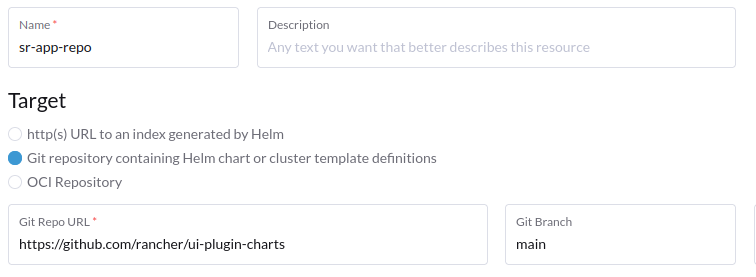 Name *
Description
sr-app-repo
Any text you want that better describes this resource
Target
http(s) URL to an index generated by Helm
Git repository containing Helm chart or cluster template definitions
OCI Repository
Git Repo URL *
Git Branch
https://github.com/rancher/ui-plugin-charts
main